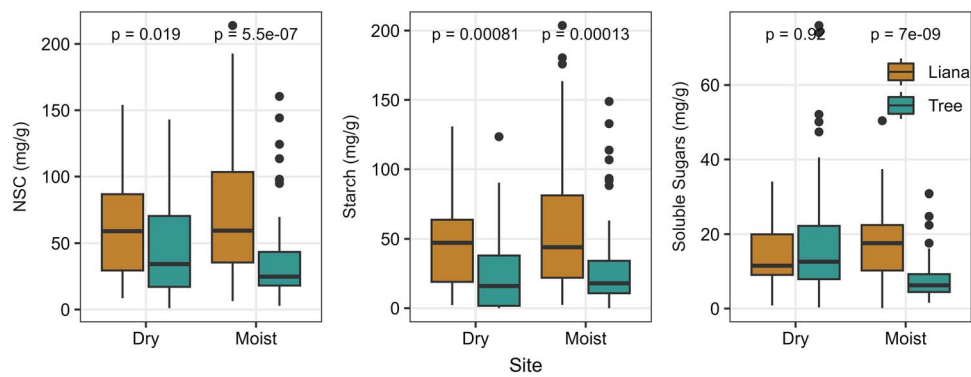 NSC (mg/g)
200
150
100
50
0
p = 0.019
p = 5.5e-07
Dry
Moist
Starch (mg/g)
200
150
100
50
0
p = 0.00081
p = 0.00013
Dry
Moist
Site
Soluble Sugars (mg/g)
60
40
20
0
p = 0.92
p = 7e-09
Liana
Tree
Dry
Moist